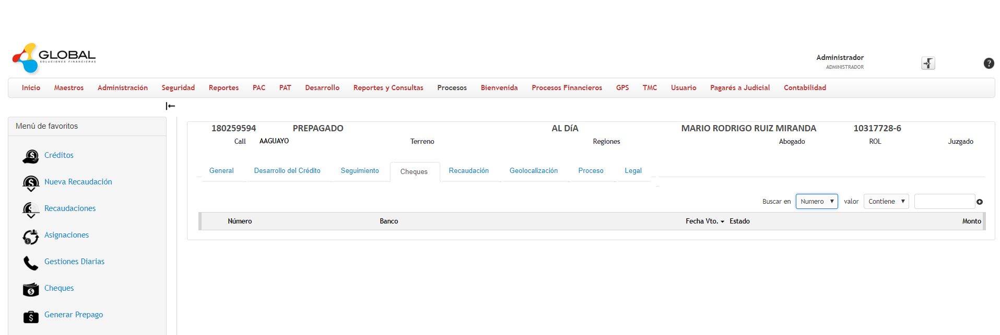 GLOBAL
SOLUCIONES FINANCIERAS
Administrador
ADMINISTRADOR
Inicio Maestros Administración Seguridad Reportes PAC PAT Desarrollo Reportes y Consultas Procesos Bienvenida Procesos Financieros GPS TMC Usuario Pagarés a Judicial Contabilidad
Menú de favoritos
Créditos
Nueva Recaudación
Recaudaciones
Asignaciones
Gestiones Diarias
Cheques
Generar Prepago
180259594 PREPAGADO AL DíA MARIO RODRIGO RUIZ MIRANDA 10317728-6
Call AAGUAYO Terreno Regiones Abogado ROL Juzgado
General Desarrollo del Crédito Seguimiento Cheques Recaudación Geolocalización Proceso Legal
Buscar en Numero valor Contiene
Número Banco Fecha Vto. Estado Monto